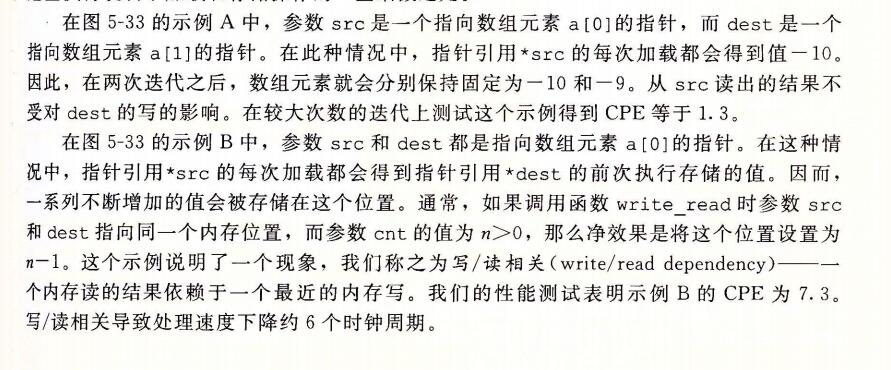 在图 5-33 的示例 A 中，参数 src 是一个指向数组元素 a[0]的指针，而 dest 是一个
指向数组元素 a[1]的指针。在此种情况中，指针引用*src 的每次加载都会得到值－10。
因此，在两次迭代之后，数组元素就会分别保持固定为－10 和－9。从 src 读出的结果不
受对 dest 的写的影响。在较大次数的迭代上测试这个示例得到 CPE 等于 1.3。
在图 5-33 的示例 B 中，参数 src 和 dest 都是指向数组元素 a[0]的指针。在这种情
况中，指针引用*src 的每次加载都会得到指针引用*dest 的前次执行存储的值。因而，
一系列不断增加的值会被存储在这个位置。通常，如果调用函数 write_read 时参数 src
和 dest 指向同一个内存位置，而参数 cnt 的值为 n>0，那么净效果是将这个位置设置为
n－1。这个示例说明了一个现象，我们称之为写/读相关(write/read dependency)——一
个内存读的结果依赖于一个最近的内存写。我们的性能测试表明示例 B 的 CPE 为 7.3。
写/读相关导致处理速度下降约 6 个时钟周期。